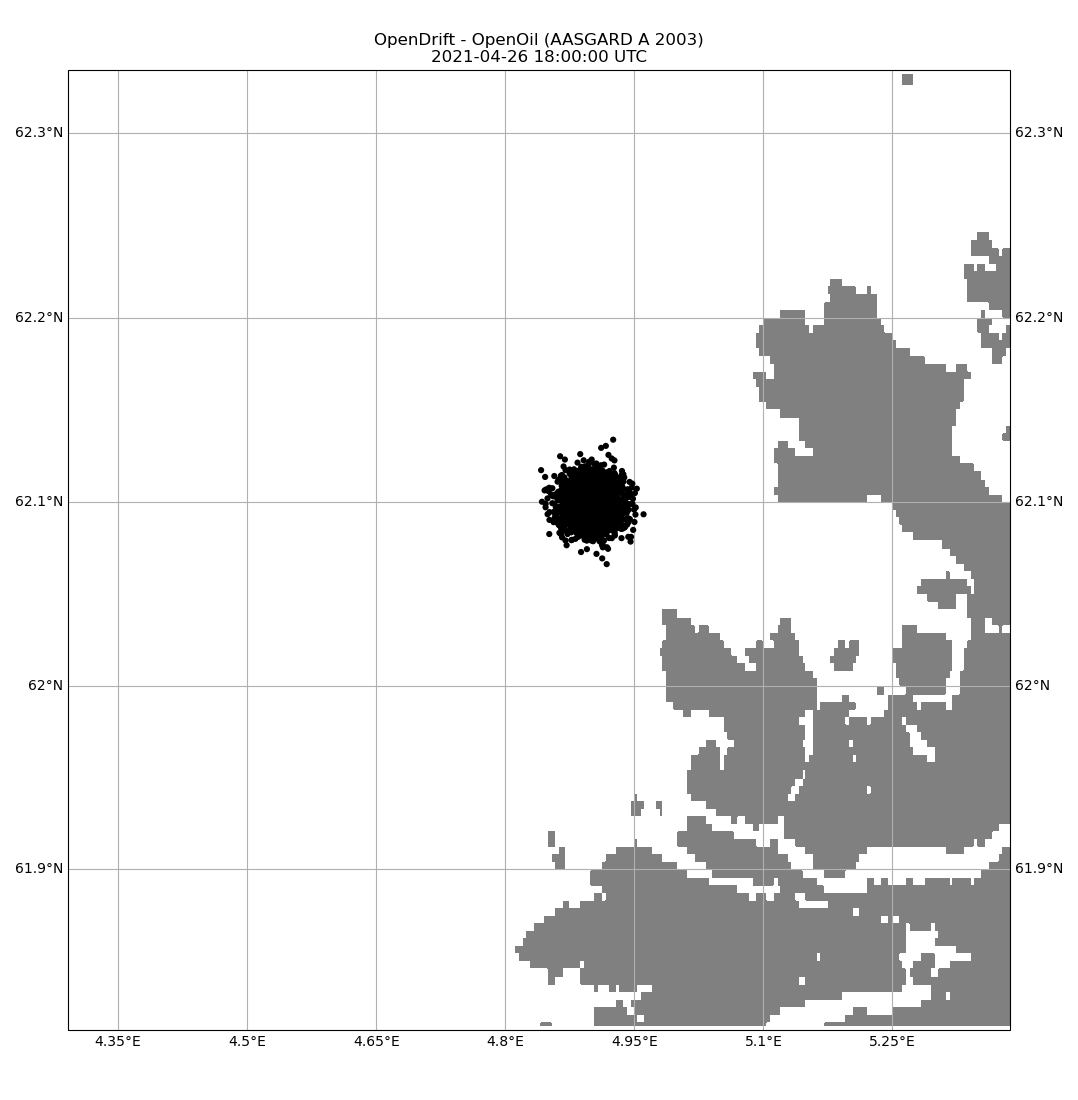 OpenDrift - OpenOil (AASGARD A 2003)
2021-04-26 18:00:00 UTC
62.3°N 62.3°N
62.2°N 62.2°N
62.1°N 62.1°N
62°N 62°N
61.9°N 61.9°N
4.35°E 4.5°E 4.65°E 4.8°E 4.95°E 5.1°E 5.25°E